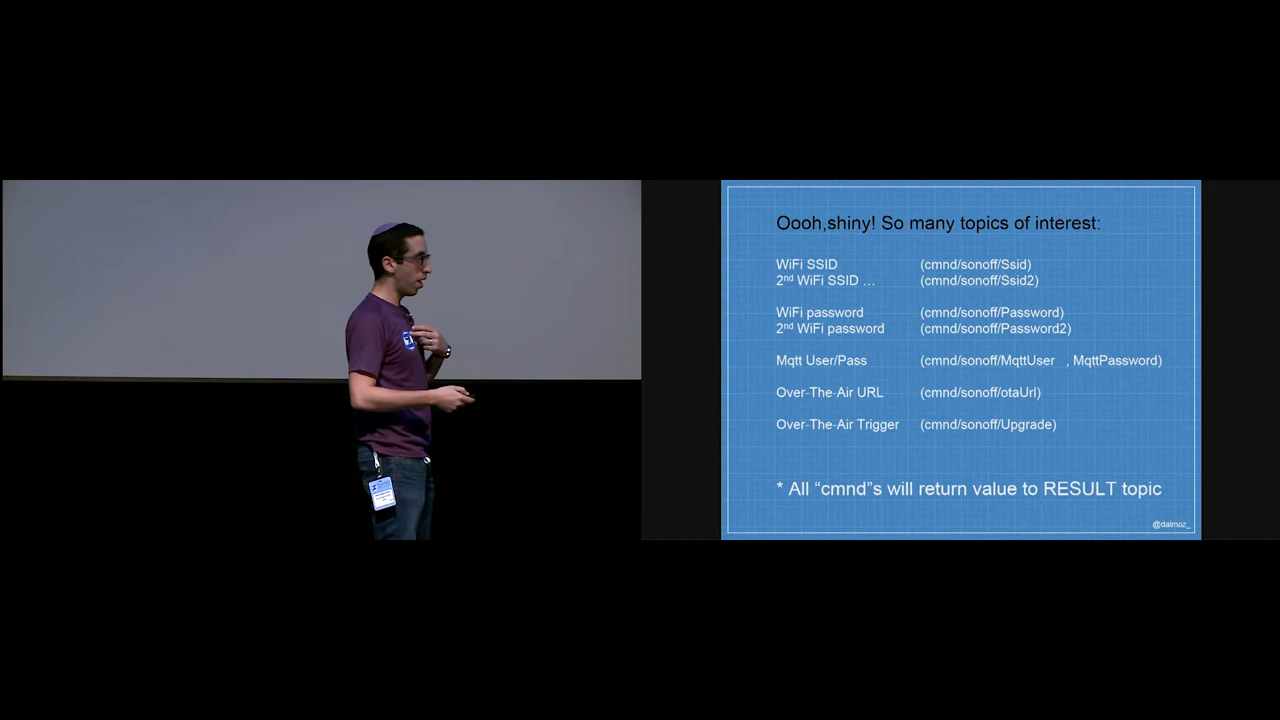 Oooh,shiny! So many topics of interest:
WiFi SSID (cmnd/sonoff/Ssid)
2nd WiFi SSID … (cmnd/sonoff/Ssid2)
WiFi password (cmnd/sonoff/Password)
2nd WiFi password (cmnd/sonoff/Password2)
Mqtt User/Pass (cmnd/sonoff/MqttUser , MqttPassword)
Over-The-Air URL (cmnd/sonoff/otaUrl)
Over-The-Air Trigger (cmnd/sonoff/Upgrade)
* All “cmnd”s will return value to RESULT topic
@dalmoz_